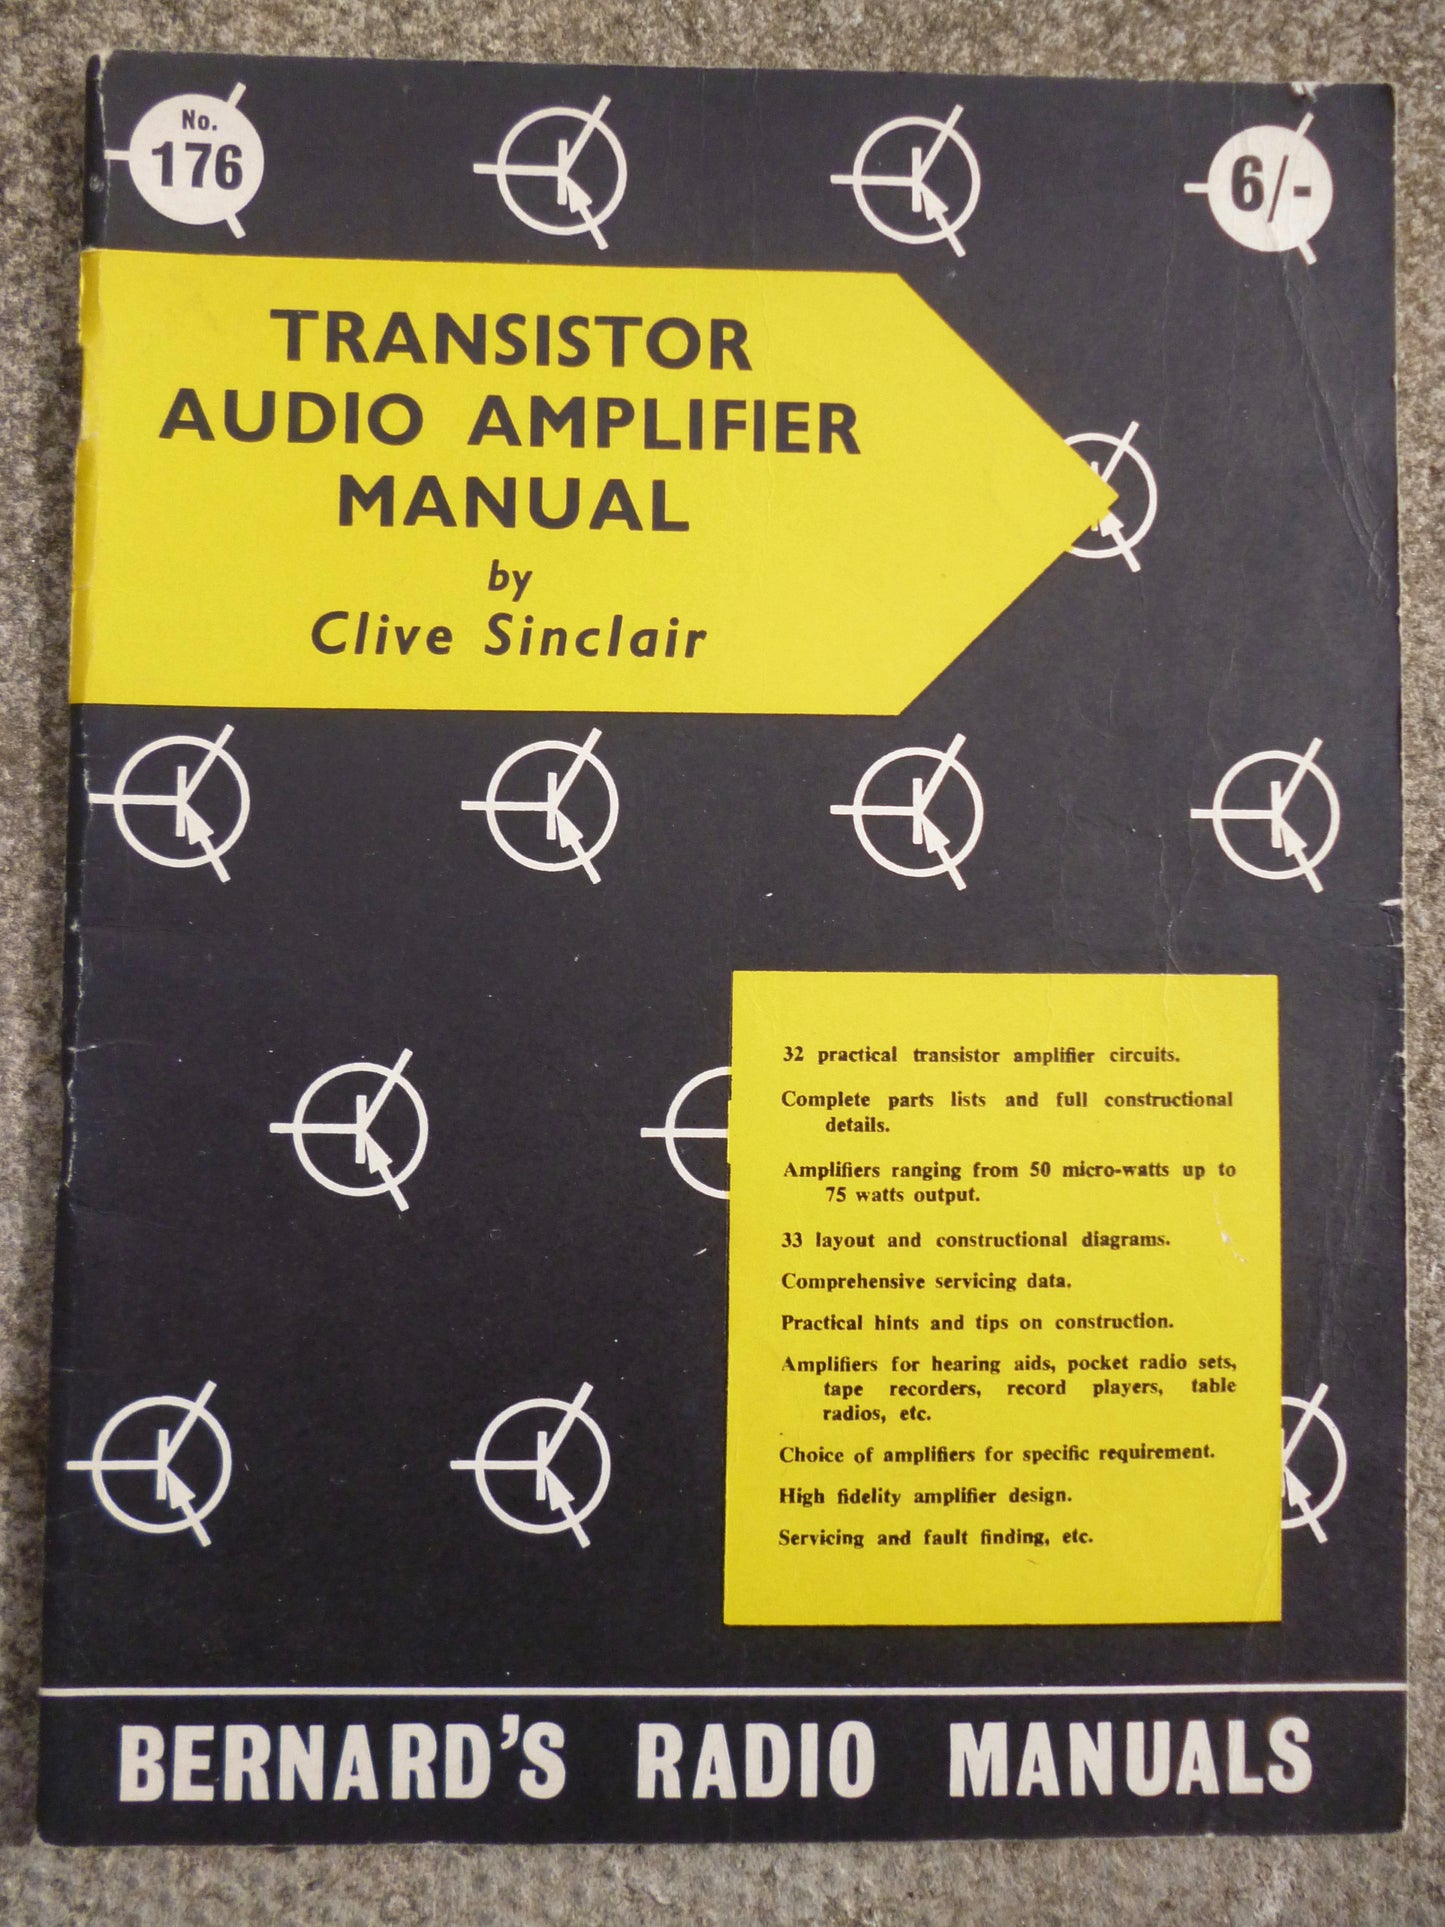 No.
176
6/-
TRANSISTOR
AUDIO AMPLIFIER
MANUAL
by
Clive Sinclair
32 practical transistor amplifier circuits.
Complete parts lists and full constructional
details.
Amplifiers ranging from 50 micro-watts up to
75 watts output.
33 layout and constructional diagrams.
Comprehensive servicing data.
Practical hints and tips on construction.
Amplifiers for hearing aids, pocket radio sets,
tape recorders, record players, table
radios, etc.
Choice of amplifiers for specific requirement.
High fidelity amplifier design.
Servicing and fault finding, etc.
BERNARD'S RADIO MANUALS